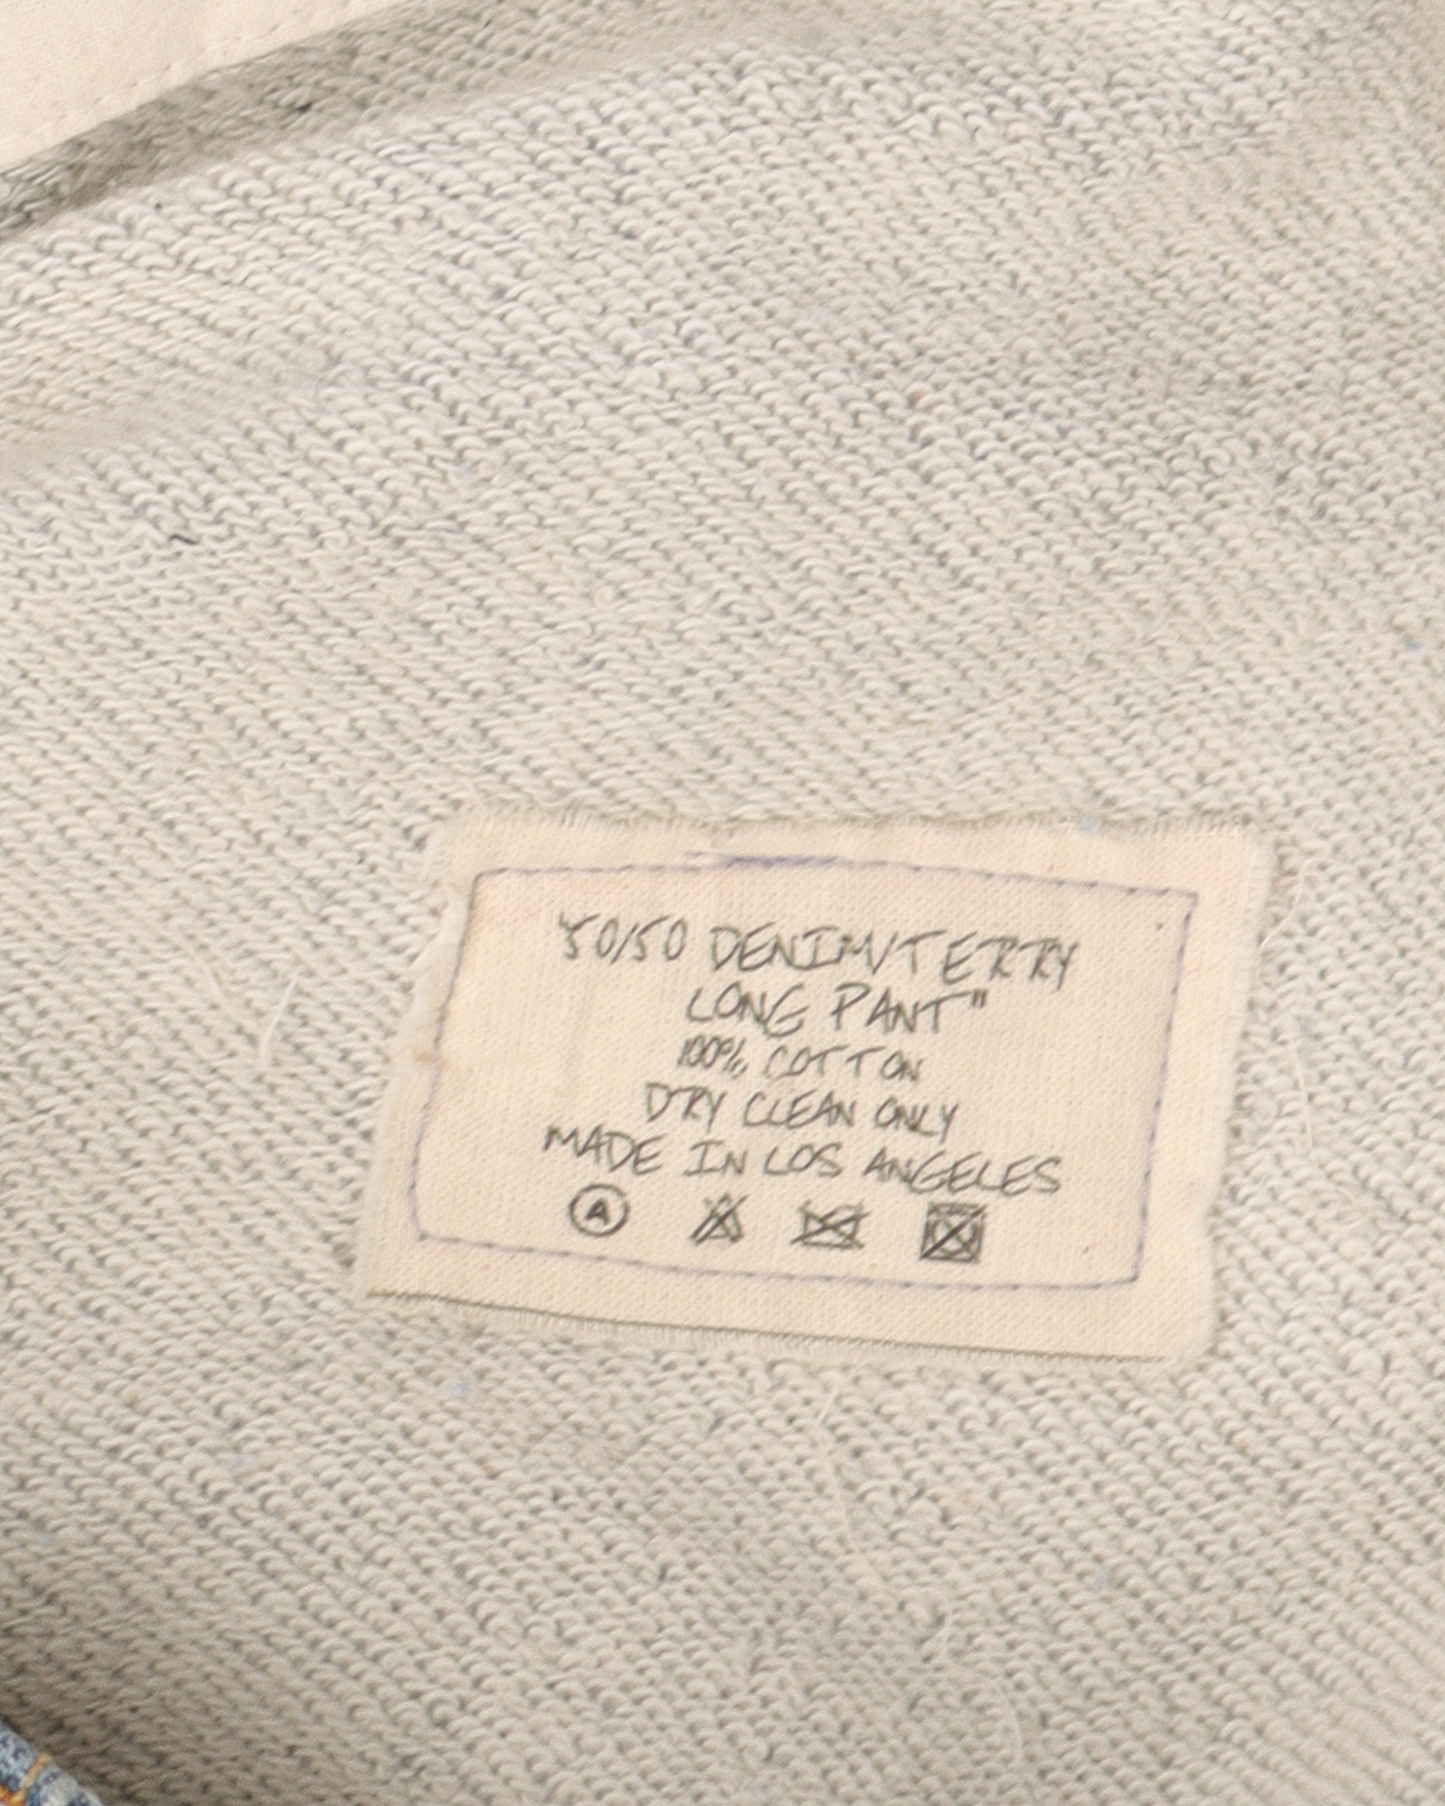 50/50 DENIM/TERRY
LONG PANT"
100% COTTON
DRY CLEAN ONLY
MADE IN LOS ANGELES
A